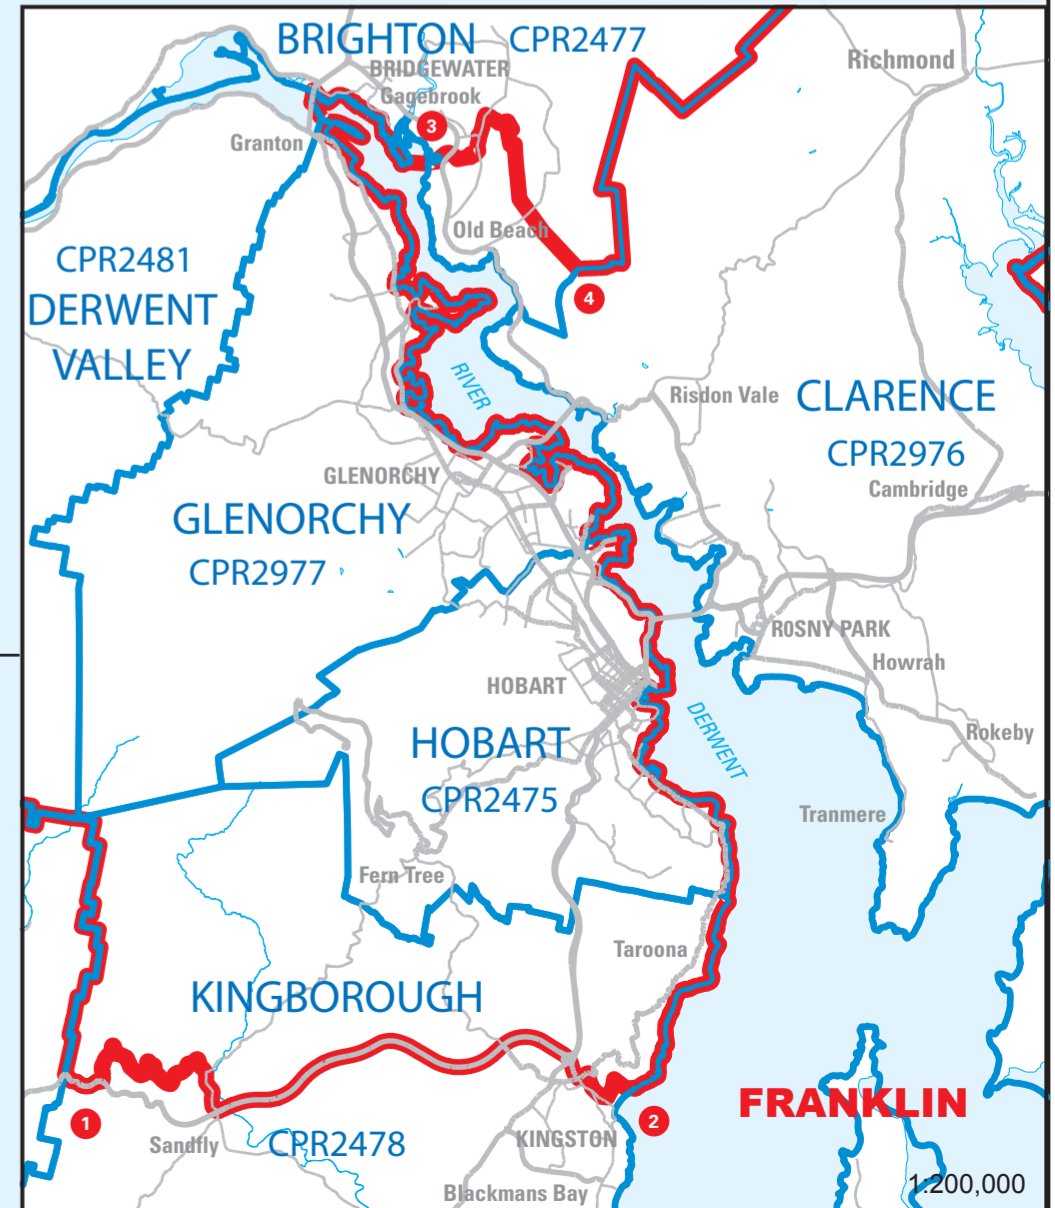 BRIGHTON CPR2477
BRIDGEWATER
Gagebrook
Richmond
3
Granton
Old Beach
CPR2481
DERWENT
VALLEY
4
RIVER
Risdon Vale
CLARENCE
CPR2976
Cambridge
GLENORCHY
GLENORCHY
CPR2977
ROSNY PARK
Howrah
HOBART
Rokeby
DERWENT
HOBART
CPR2475
Tranmere
Fern Tree
Taroona
KINGBOROUGH
FRANKLIN
1
2
Sandfly
CPR2478
KINGSTON
Blackmans Bay
1:200,000